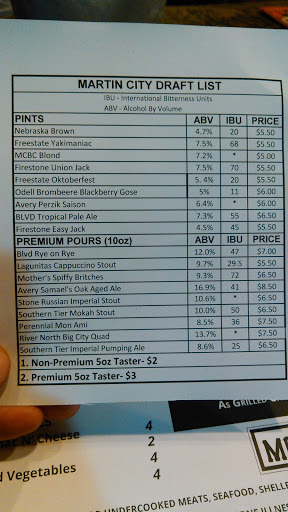 MARTIN CITY DRAFT LIST
IBU - International Bitterness Units
ABV - Alcohol By Volume
PINTS ABV IBU PRICE
Nebraska Brown 4.7% 20 $5.50
Freestate Yakimaniac 7.5% 68 $5.50
MCBC Blond 7.2% * $5.00
Firestone Union Jack 7.5% 70 $5.50
Freestate Oktoberfest 5. 4% 20 $5.50
Odell Brombeere Blackberry Gose 5% 11 $6.00
Avery Perzik Saison 6.4% * $6.00
BLVD Tropical Pale Ale 7.3% 55 $6.50
Firestone Easy Jack 4.5% 45 $5.50
PREMIUM POURS (10oz) ABV IBU PRICE
Blvd Rye on Rye 12.0% 47 $7.00
Lagunitas Cappuccino Stout 9.7% 29.5 $5.50
Mother's Spiffy Britches 9.3% 72 $6.50
Avery Samael's Oak Aged Ale 16.9% 41 $8.50
Stone Russian Imperial Stout 10.6% * $6.50
Southern Tier Mokah Stout 10.0% 50 $6.50
Perennial Mon Ami 8.5% 36 $7.50
River North Big City Quad 13.7% * $7.50
Southern Tier Imperial Pumping Ale 8.6% 25 $6.50
1. Non-Premium 5oz Taster- $2
2. Premium 5oz Taster- $3
As GRILLED
4
N' Cheese 2
4
Vegetables 4
UNDERCOOKED MEATS, SEAFOOD,